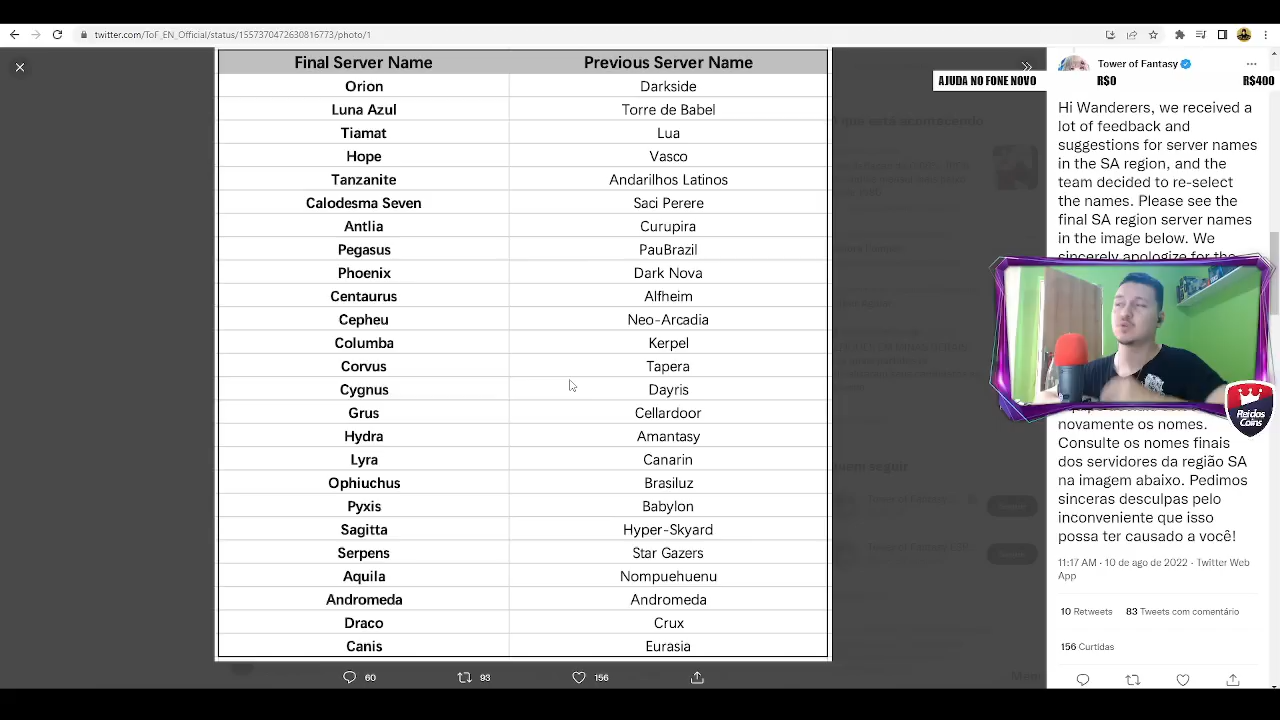 twitter.com/ToF_EN_Official/status/1557370472630816773/photo/1
Final Server Name Previous Server Name
Orion Darkside
Luna Azul Torre de Babel
Tiamat Lua
Hope Vasco
Tanzanite Andarilhos Latinos
Calodesma Seven Saci Perere
Antlia Curupira
Pegasus PauBrazil
Phoenix Dark Nova
Centaurus Alfheim
Cepheu Neo-Arcadia
Columba Kerpel
Corvus Tapera
Cygnus Dayris
Grus Cellardoor
Hydra Amantasy
Lyra Canarin
Ophiuchus Brasiluz
Pyxis Babylon
Sagitta Hyper-Skyard
Serpens Star Gazers
Aquila Nompuehuenu
Andromeda Andromeda
Draco Crux
Canis Eurasia
60 93 156
Tower of Fantasy
AJUDA NO FONE NOVO R$0 R$400
Hi Wanderers, we received a
lot of feedback and
suggestions for server names
in the SA region, and the
team decided to re-select
the names. Please see the
final SA region server names
in the image below. We
sincerely apologize for the
Rei dos
Coins
novamente os nomes.
Consulte os nomes finais
dos servidores da região SA
na imagem abaixo. Pedimos
sinceras desculpas pelo
inconveniente que isso
possa ter causado a você!
11:17 AM · 10 de ago de 2022 · Twitter Web
App
10 Retweets 83 Tweets com comentário
156 Curtidas